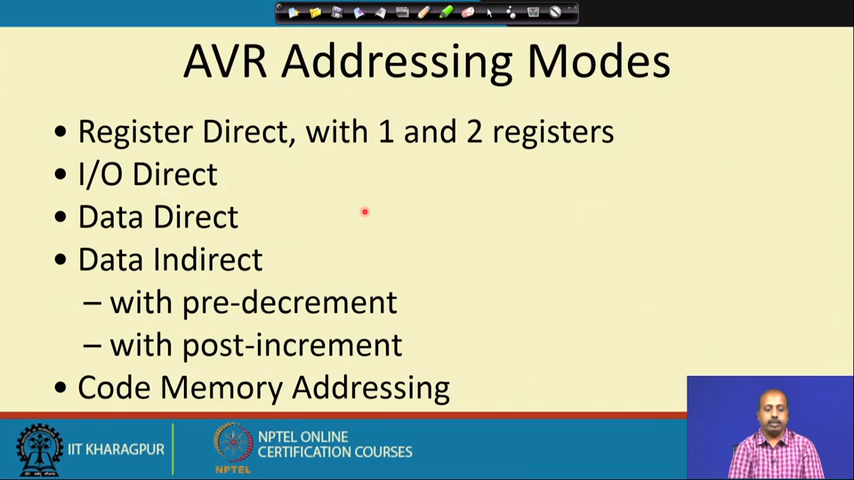 AVR Addressing Modes
• Register Direct, with 1 and 2 registers
• I/O Direct
• Data Direct
• Data Indirect
– with pre-decrement
– with post-increment
• Code Memory Addressing
IIT KHARAGPUR
NPTEL
NPTEL ONLINE
CERTIFICATION COURSES